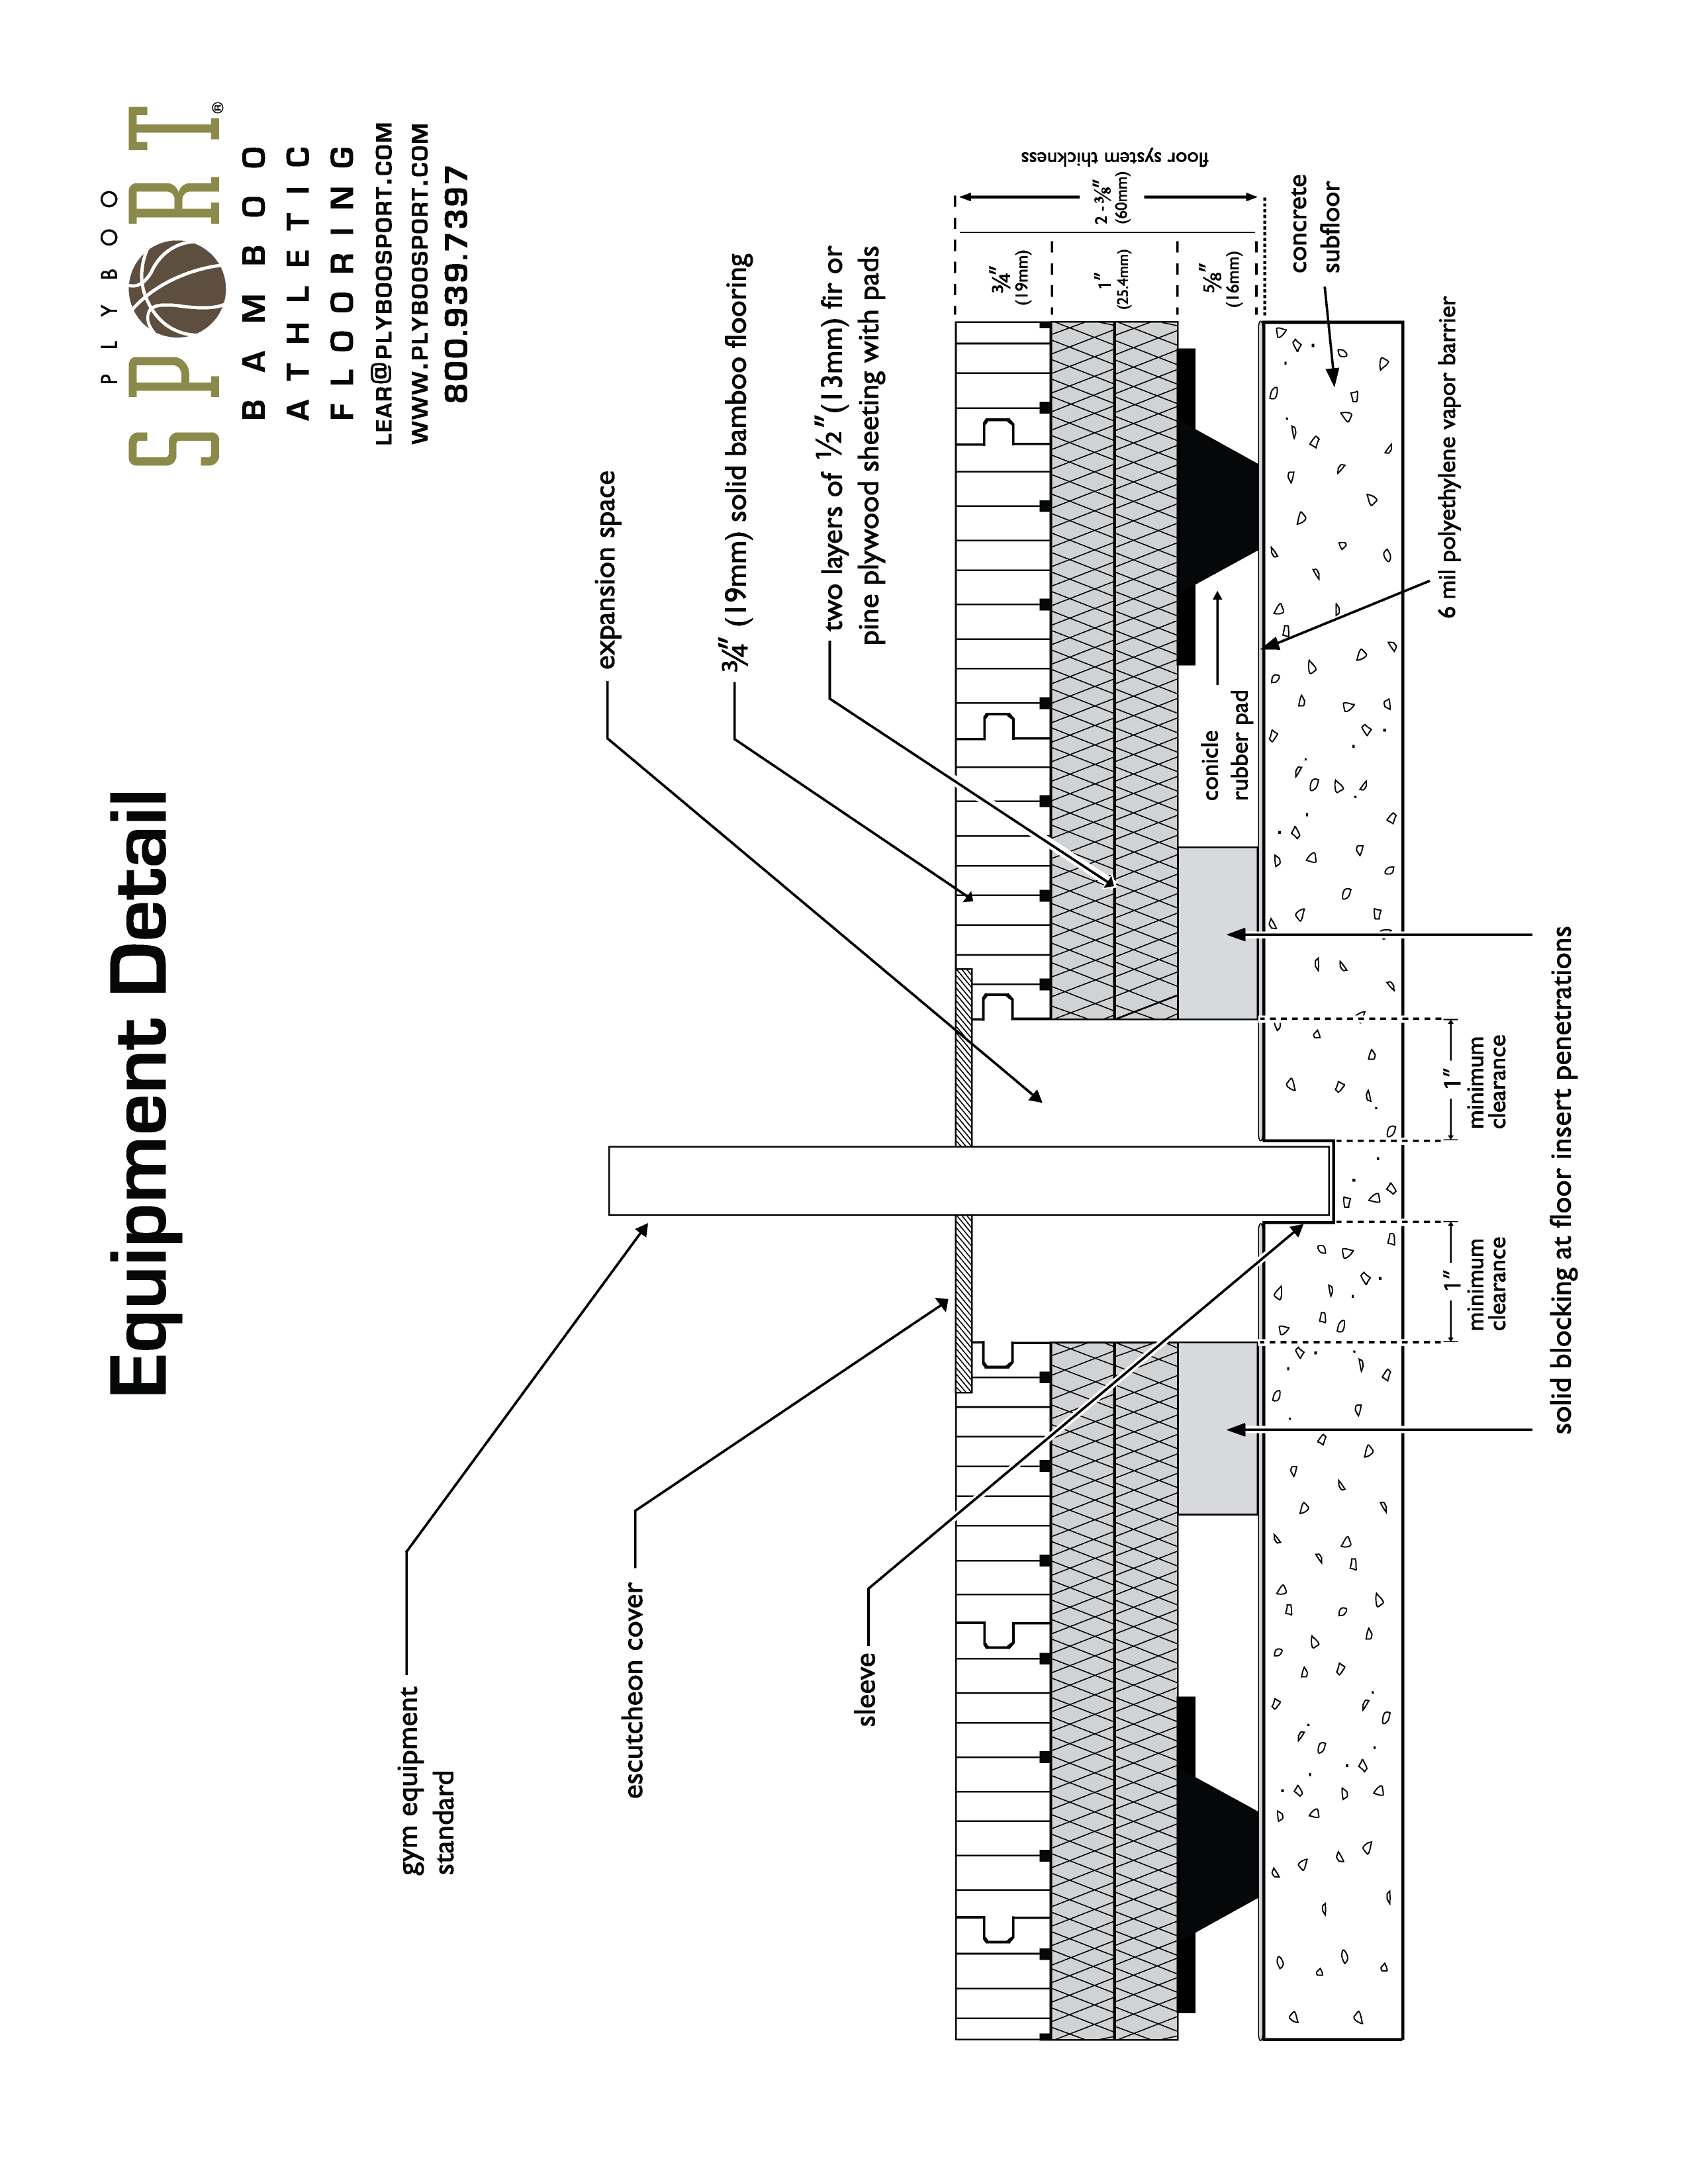 Equipment Detail
PLYBOO
SPORT®
BAMBOO
ATHLETIC
FLOORING
LEAR@PLYBOOSPORT.COM
WWW.PLYBOOSPORT.COM
800.939.7397
gym equipment
standard
expansion space
escutcheon cover
¾" (19mm) solid bamboo flooring
two layers of ½" (13mm) fir or
pine plywood sheeting with pads
sleeve
¾"
(19mm)
1"
(25.4mm)
⅝"
(16mm)
2 -⅜"
(60mm)
floor system thickness
conicle
rubber pad
concrete
subfloor
6 mil polyethylene vapor barrier
1"
minimum
clearance
1"
minimum
clearance
solid blocking at floor insert penetrations